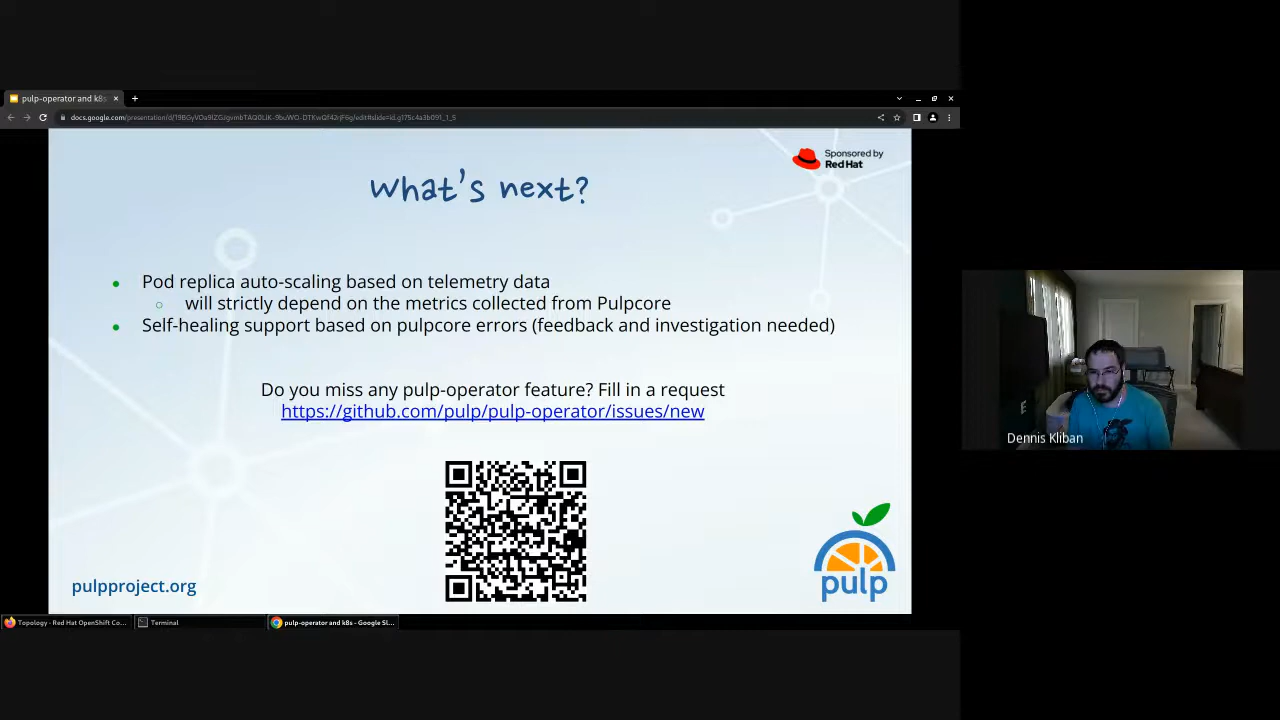 pulp-operator and k8s
Sponsored by
Red Hat
What's next?
Pod replica auto-scaling based on telemetry data
will strictly depend on the metrics collected from Pulpcore
Self-healing support based on pulpcore errors (feedback and investigation needed)
Do you miss any pulp-operator feature? Fill in a request
https://github.com/pulp/pulp-operator/issues/new
Dennis Kliban
pulpproject.org
pulp
Topology - Red Hat OpenShift Co...
Terminal
pulp-operator and k8s - Google Sl...